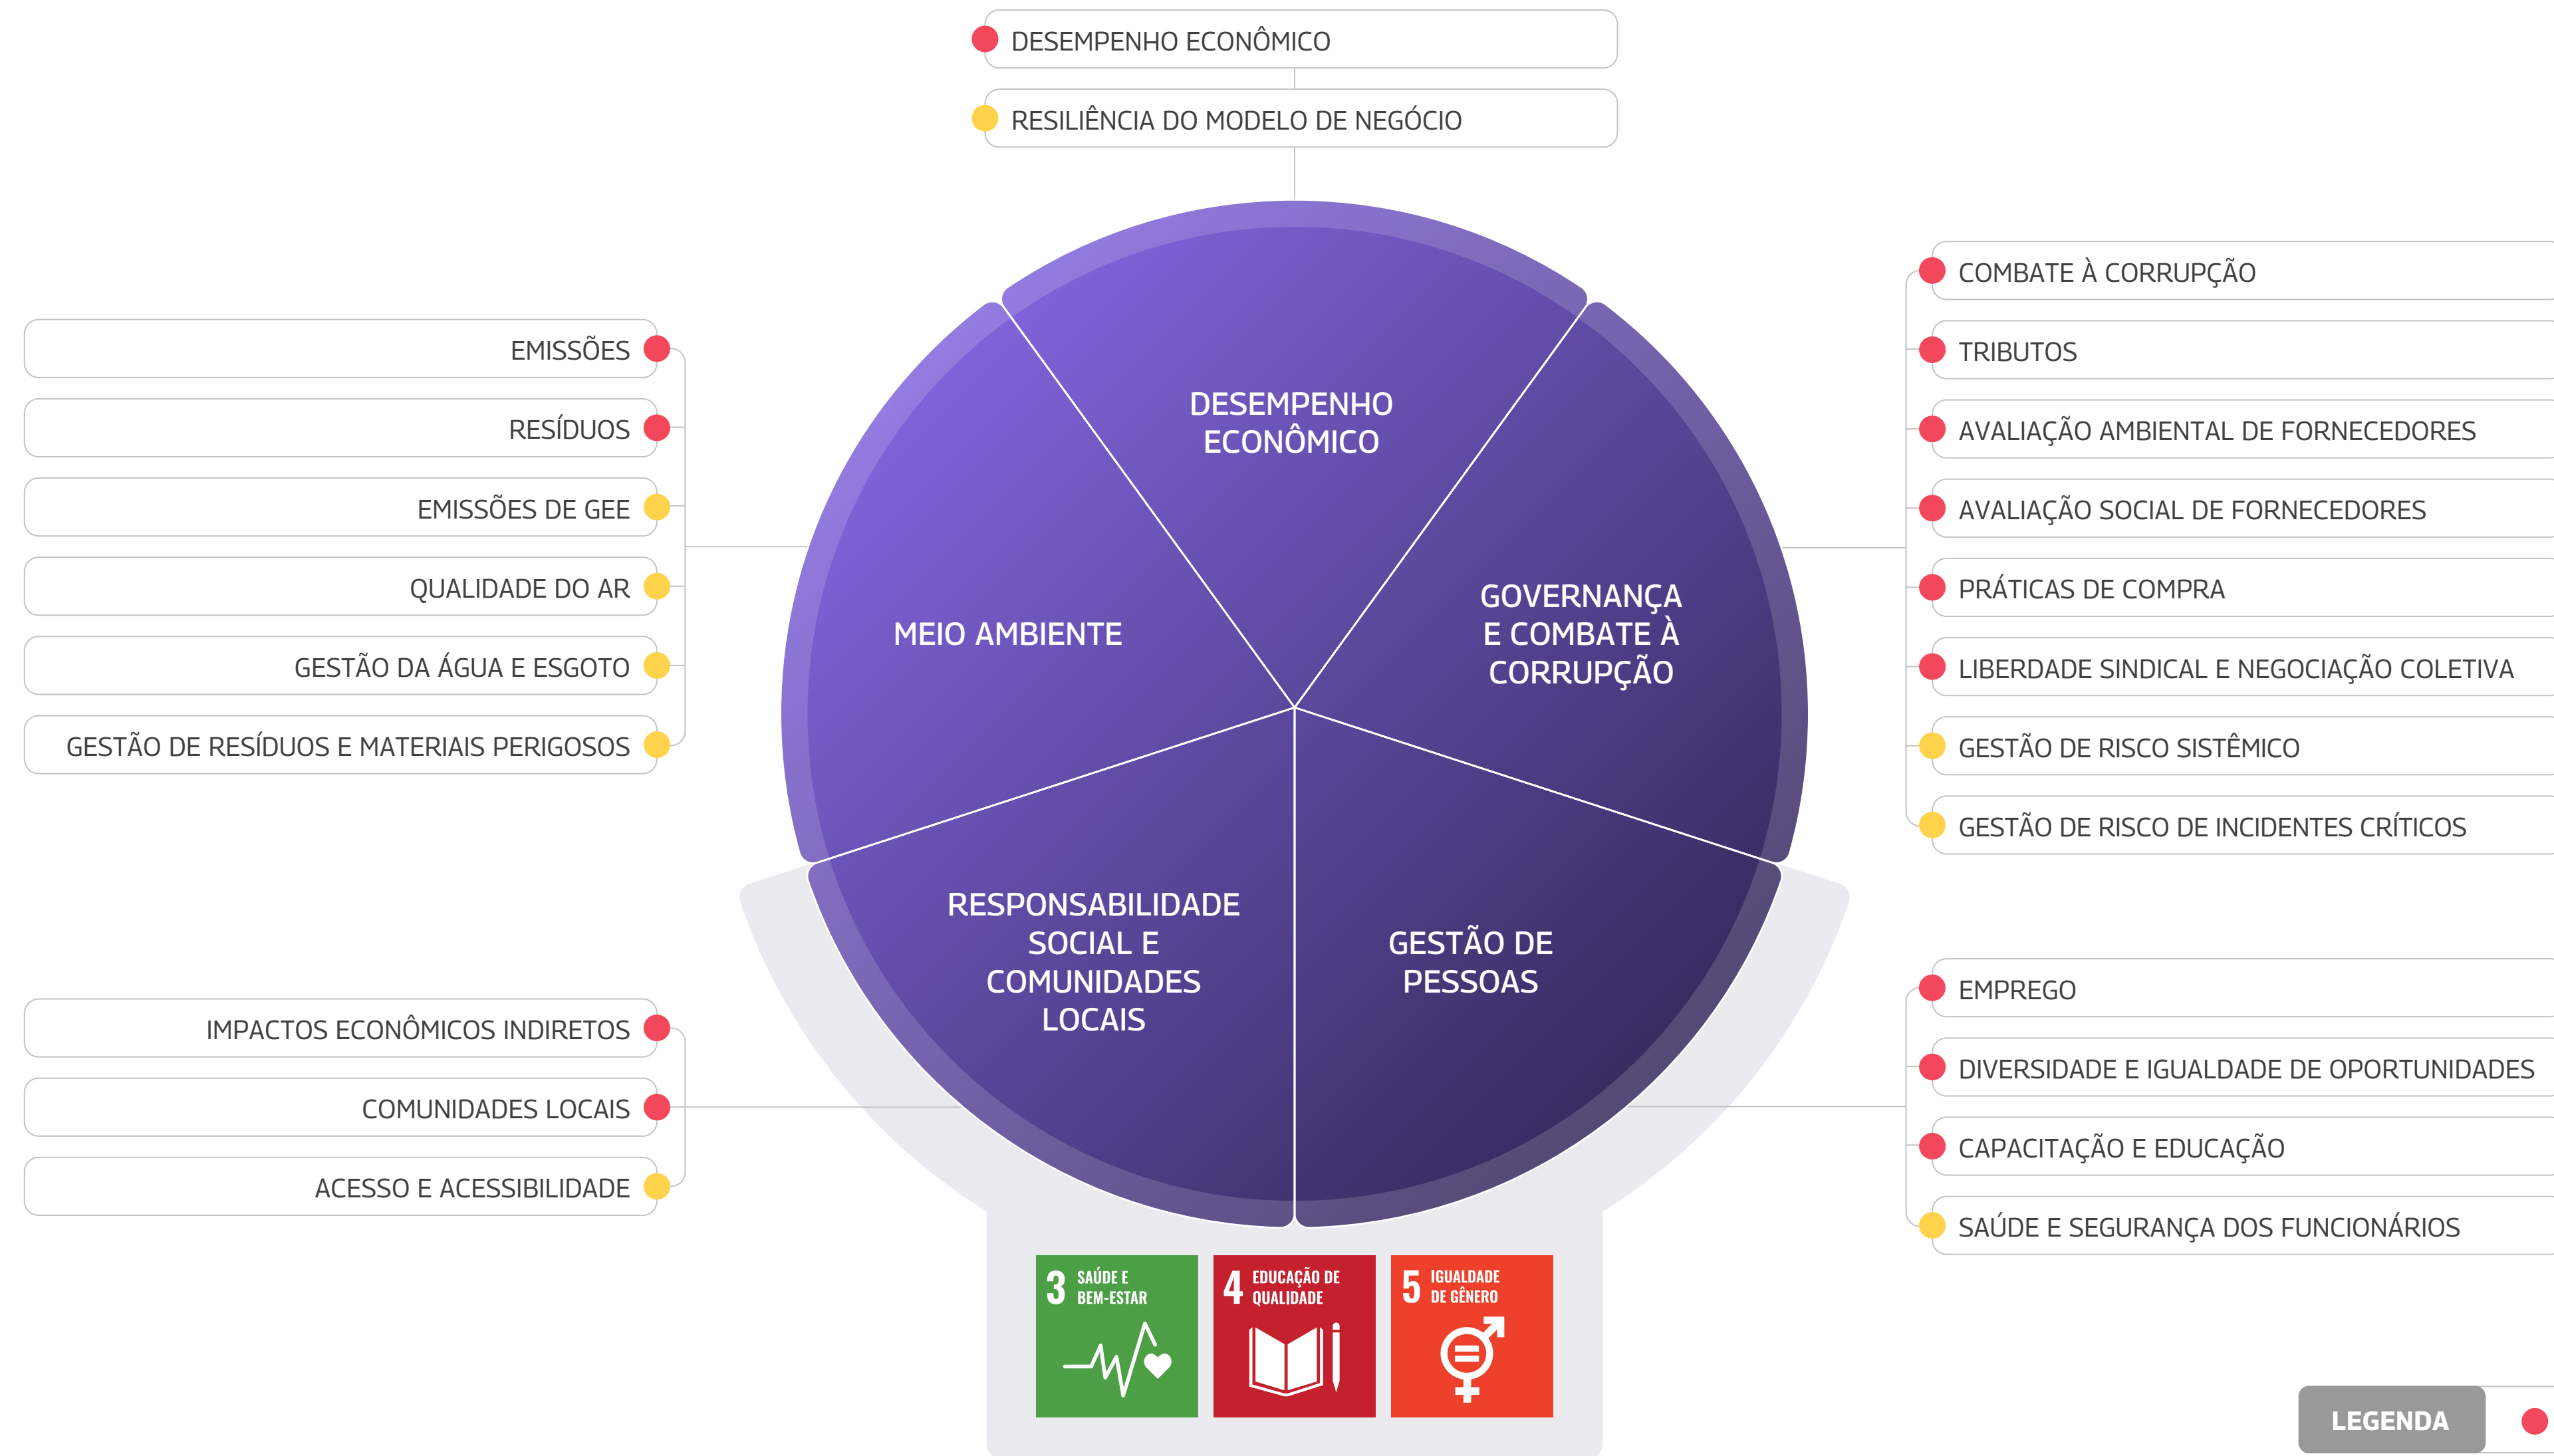 DESEMPENHO ECONÔMICO
RESILIÊNCIA DO MODELO DE NEGÓCIO
EMISSÕES
RESÍDUOS
EMISSÕES DE GEE
QUALIDADE DO AR
GESTÃO DA ÁGUA E ESGOTO
GESTÃO DE RESÍDUOS E MATERIAIS PERIGOSOS
IMPACTOS ECONÔMICOS INDIRETOS
COMUNIDADES LOCAIS
ACESSO E ACESSIBILIDADE
DESEMPENHO
ECONÔMICO
MEIO AMBIENTE
GOVERNANÇA
E COMBATE À
CORRUPÇÃO
RESPONSABILIDADE
SOCIAL E
COMUNIDADES
LOCAIS
GESTÃO DE
PESSOAS
COMBATE À CORRUPÇÃO
TRIBUTOS
AVALIAÇÃO AMBIENTAL DE FORNECEDORES
AVALIAÇÃO SOCIAL DE FORNECEDORES
PRÁTICAS DE COMPRA
LIBERDADE SINDICAL E NEGOCIAÇÃO COLETIVA
GESTÃO DE RISCO SISTÊMICO
GESTÃO DE RISCO DE INCIDENTES CRÍTICOS
EMPREGO
DIVERSIDADE E IGUALDADE DE OPORTUNIDADES
CAPACITAÇÃO E EDUCAÇÃO
SAÚDE E SEGURANÇA DOS FUNCIONÁRIOS
3 SAÚDE E
BEM-ESTAR
4 EDUCAÇÃO DE
QUALIDADE
5 IGUALDADE
DE GÊNERO
LEGENDA